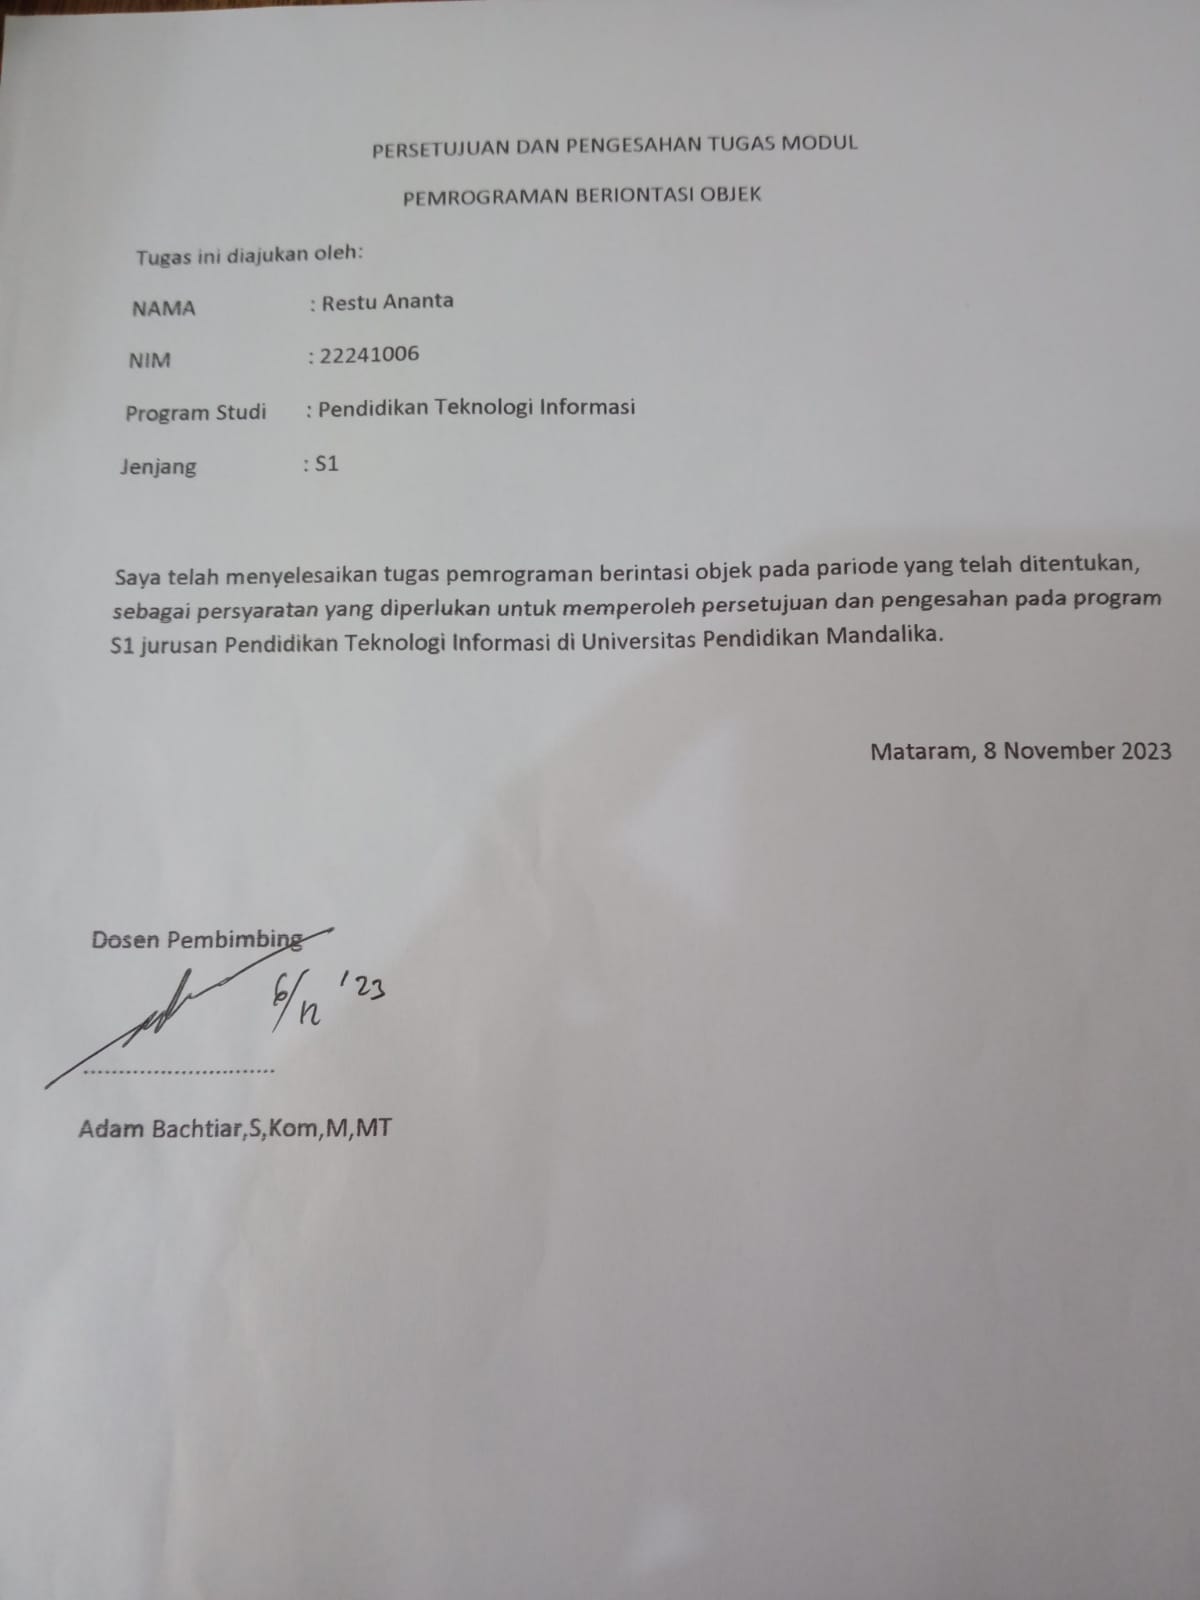 PERSETUJUAN DAN PENGESAHAN TUGAS MODUL
PEMROGRAMAN BERIONTASI OBJEK
Tugas ini diajukan oleh:
NAMA : Restu Ananta
NIM : 22241006
Program Studi : Pendidikan Teknologi Informasi
Jenjang : S1
Saya telah menyelesaikan tugas pemrograman berintasi objek pada pariode yang telah ditentukan,
sebagai persyaratan yang diperlukan untuk memperoleh persetujuan dan pengesahan pada program
S1 jurusan Pendidikan Teknologi Informasi di Universitas Pendidikan Mandalika.
Mataram, 8 November 2023
Dosen Pembimbing
6/12 '23
................................
Adam Bachtiar,S,Kom,M,MT